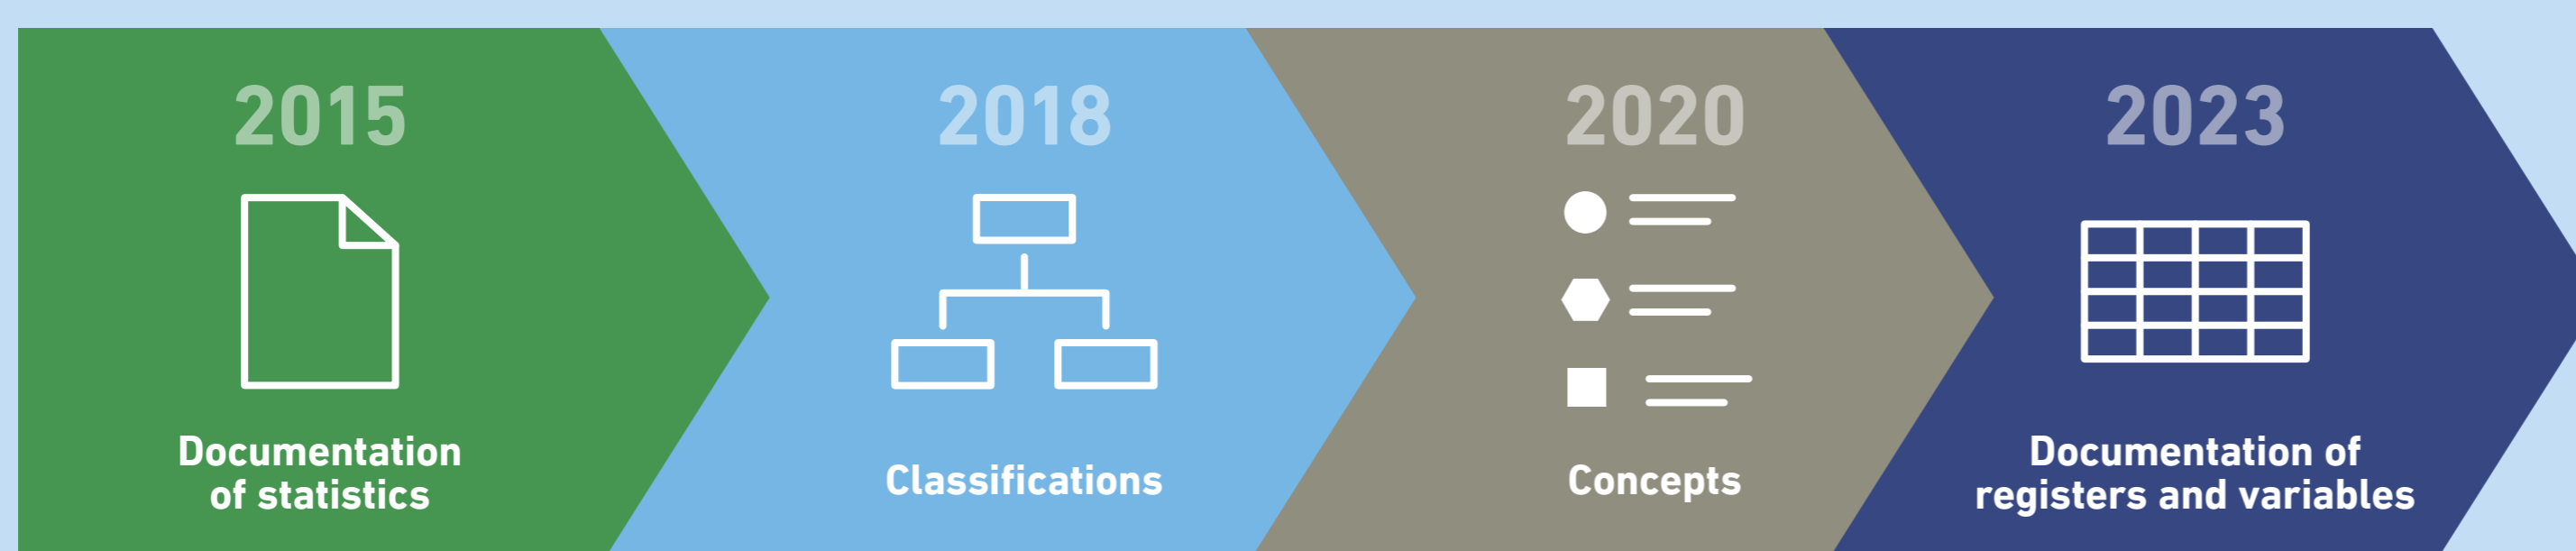 2015
Documentation
of statistics
2018
Classifications
2020
Concepts
2023
Documentation of
registers and variables